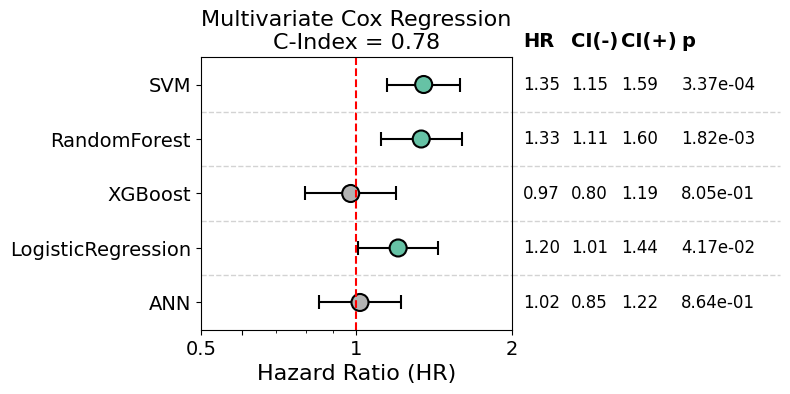 Multivariate Cox Regression
C-Index = 0.78
HR CI(-) CI(+) p
SVM 1.35 1.15 1.59 3.37e-04
RandomForest 1.33 1.11 1.60 1.82e-03
XGBoost 0.97 0.80 1.19 8.05e-01
LogisticRegression 1.20 1.01 1.44 4.17e-02
ANN 1.02 0.85 1.22 8.64e-01
0.5 1 2
Hazard Ratio (HR)